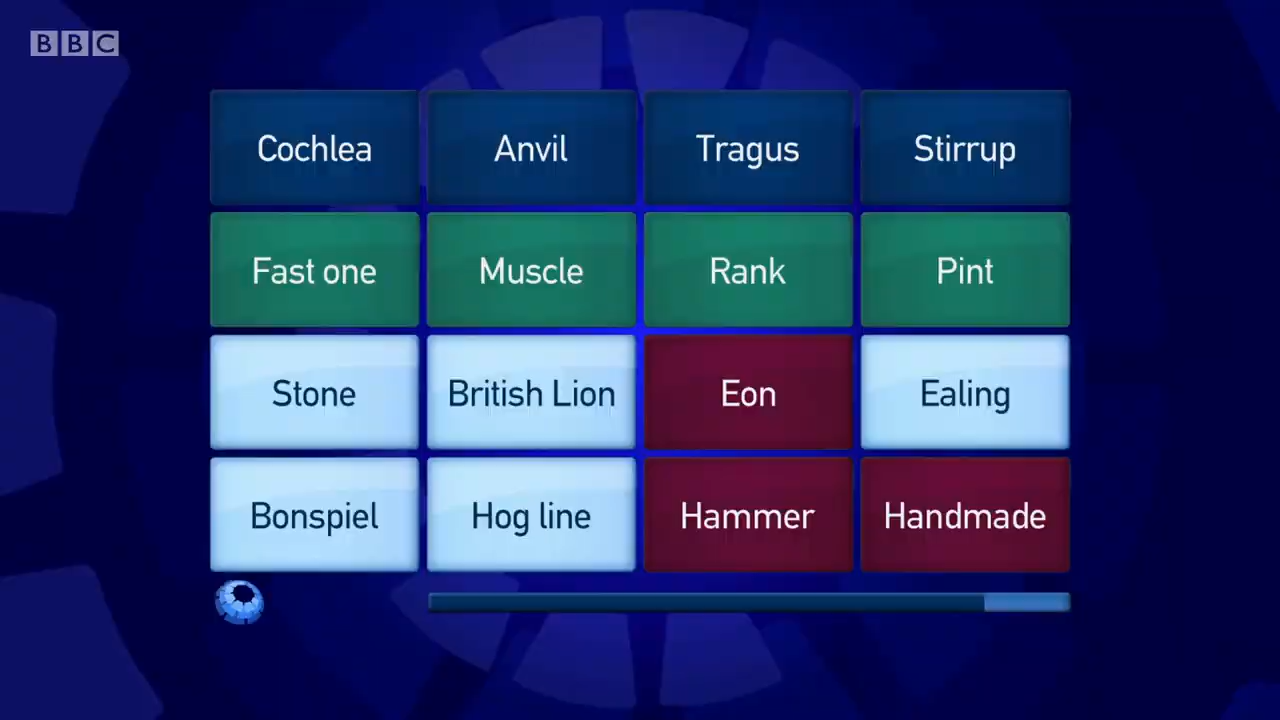 BBC
Cochlea
Anvil
Tragus
Stirrup
Fast one
Muscle
Rank
Pint
Stone
British Lion
Eon
Ealing
Bonspiel
Hog line
Hammer
Handmade